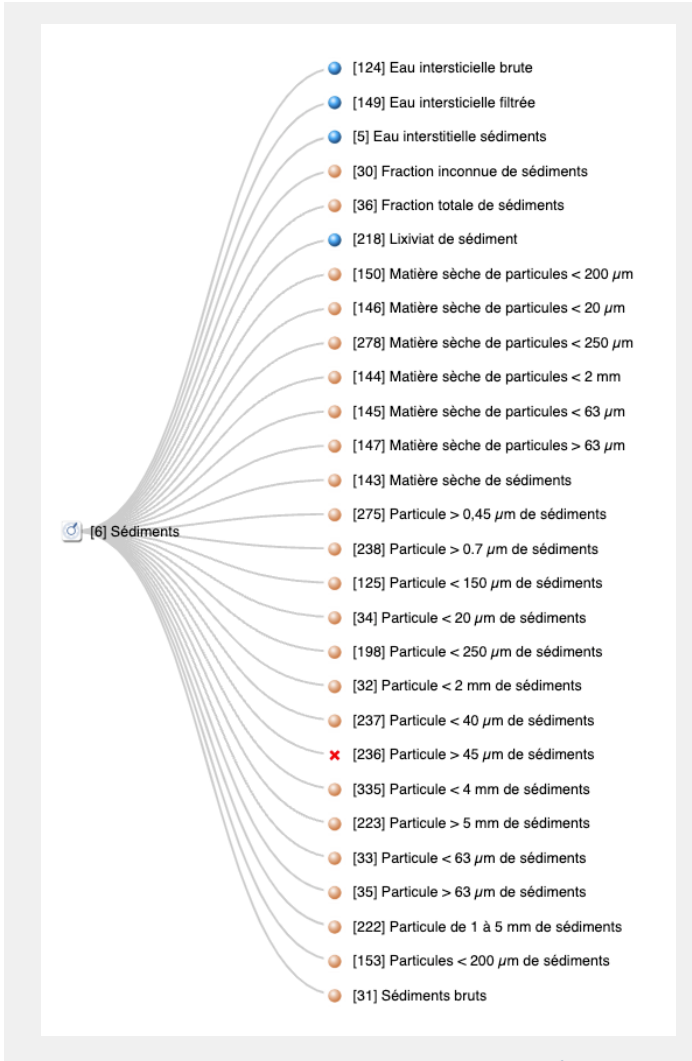 [124] Eau intersticielle brute
[149] Eau intersticielle filtrée
[5] Eau interstitielle sédiments
[30] Fraction inconnue de sédiments
[36] Fraction totale de sédiments
[218] Lixiviat de sédiment
[150] Matière sèche de particules < 200 µm
[146] Matière sèche de particules < 20 µm
[278] Matière sèche de particules < 250 µm
[144] Matière sèche de particules < 2 mm
[145] Matière sèche de particules < 63 µm
[147] Matière sèche de particules > 63 µm
[143] Matière sèche de sédiments
[275] Particule > 0,45 µm de sédiments
[6] Sédiments
[238] Particule > 0.7 µm de sédiments
[125] Particule < 150 µm de sédiments
[34] Particule < 20 µm de sédiments
[198] Particule < 250 µm de sédiments
[32] Particule < 2 mm de sédiments
[237] Particule < 40 µm de sédiments
[236] Particule > 45 µm de sédiments
[335] Particule < 4 mm de sédiments
[223] Particule > 5 mm de sédiments
[33] Particule < 63 µm de sédiments
[35] Particule > 63 µm de sédiments
[222] Particule de 1 à 5 mm de sédiments
[153] Particules < 200 µm de sédiments
[31] Sédiments bruts